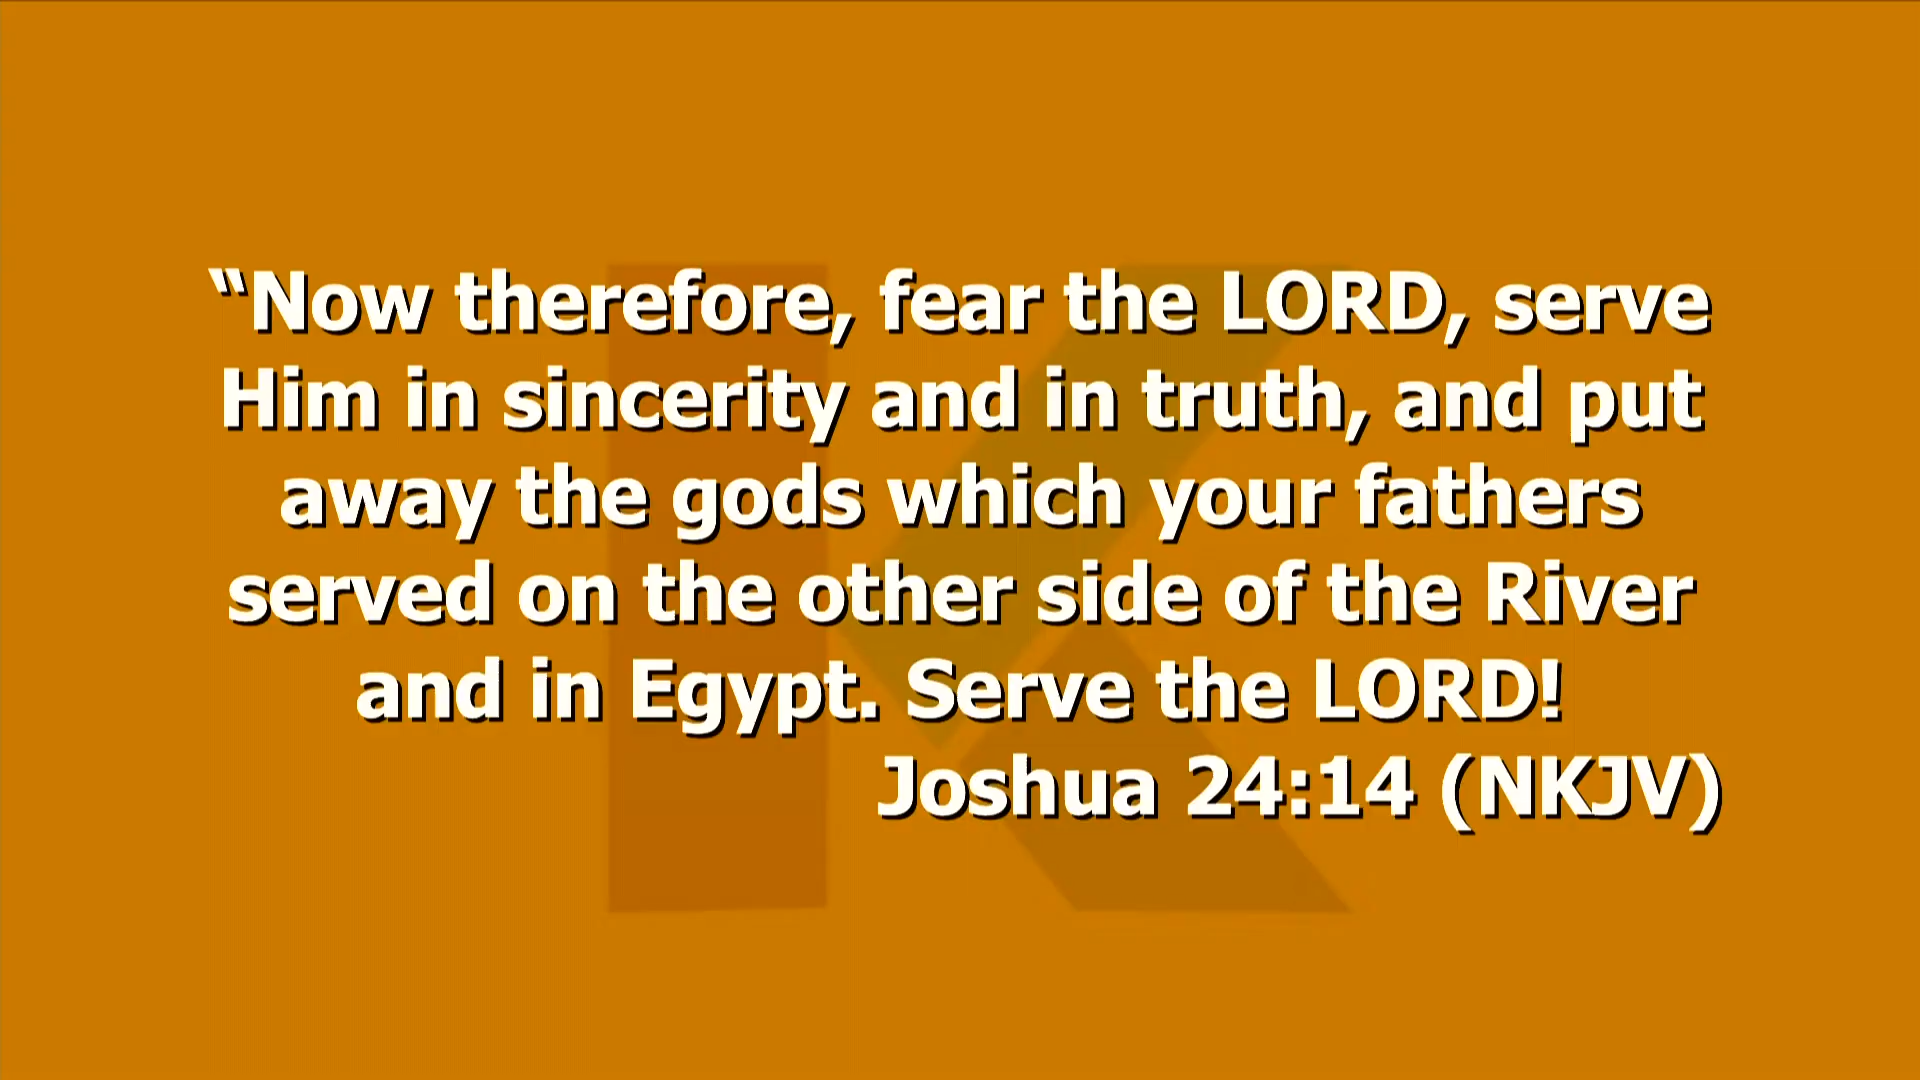 “Now therefore, fear the LORD, serve
Him in sincerity and in truth, and put
away the gods which your fathers
served on the other side of the River
and in Egypt. Serve the LORD!
Joshua 24:14 (NKJV)